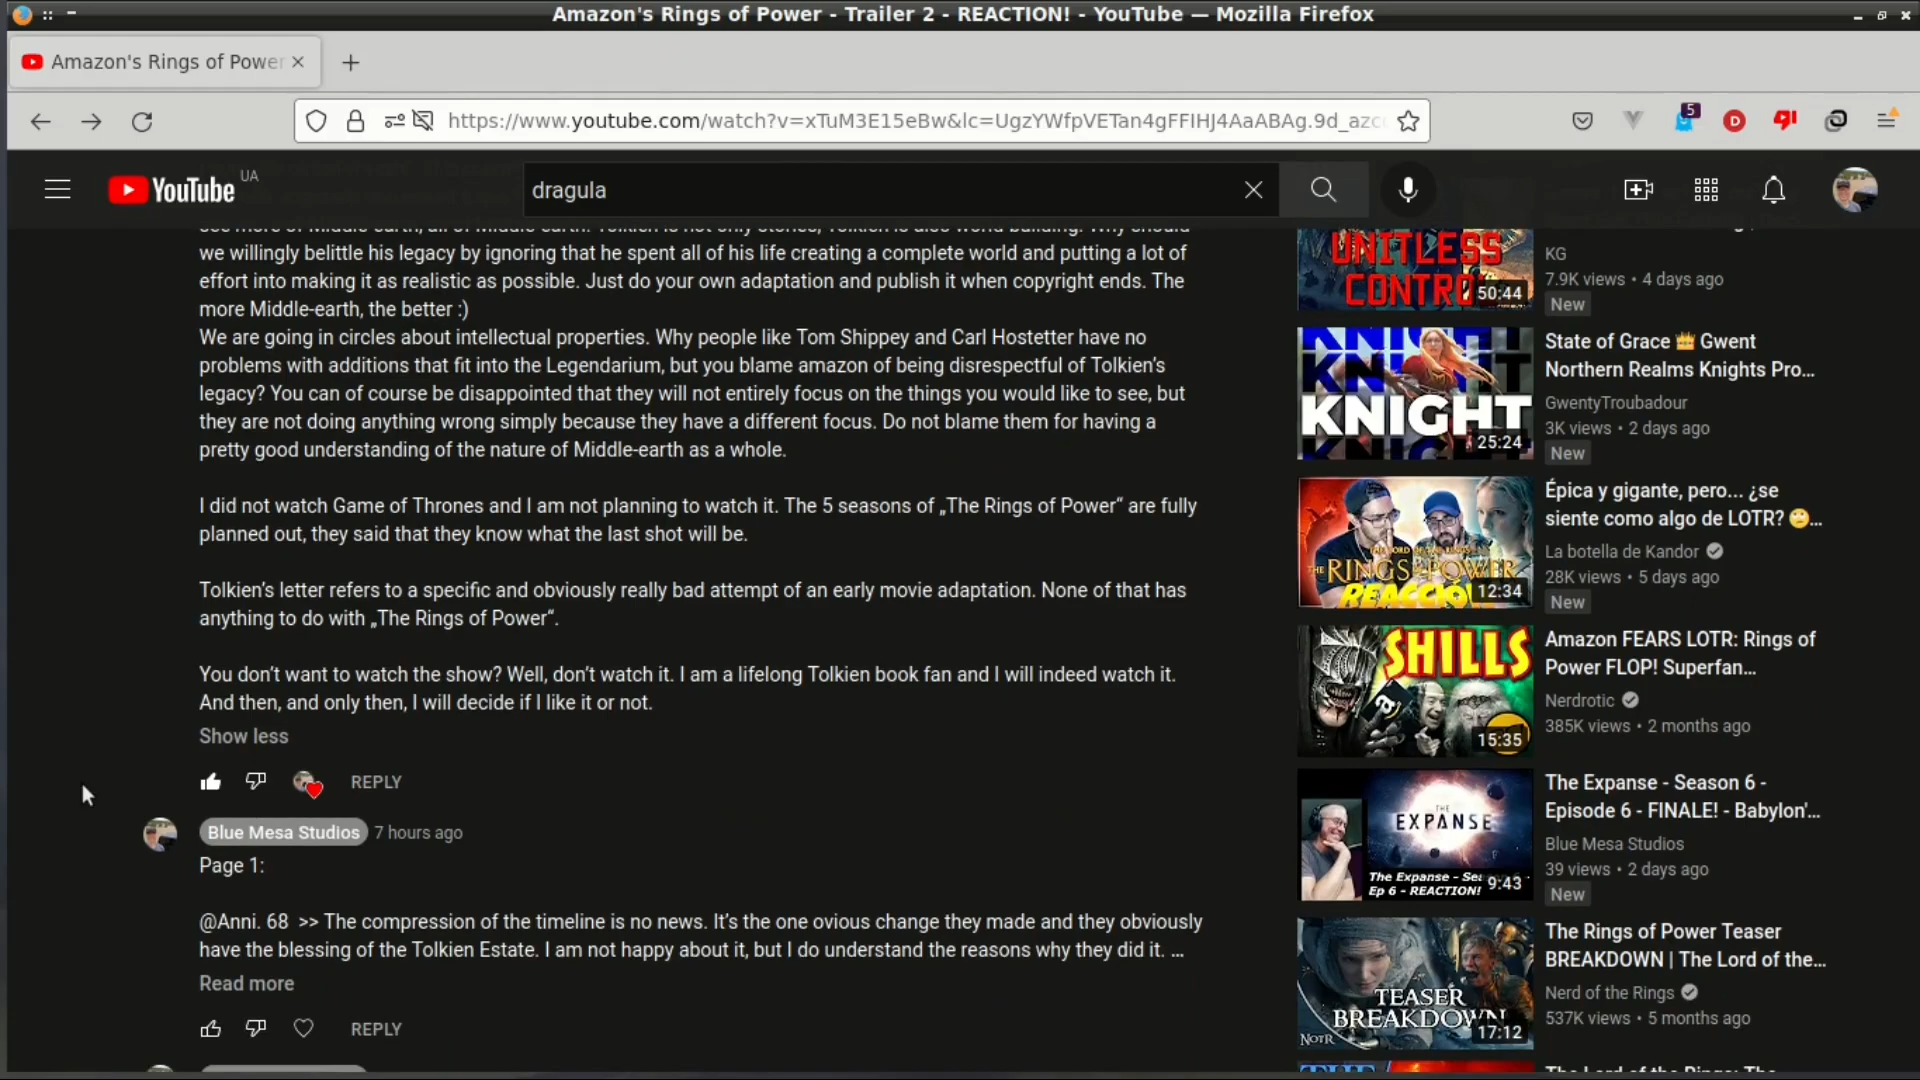 Amazon's Rings of Power - Trailer 2 - REACTION! - YouTube — Mozilla Firefox
Amazon's Rings of Power
https://www.youtube.com/watch?v=xTuM3E15eBw&lc=UgzYWfpVETan4gFFIHJ4AaABAg.9d_azc
5
YouTube UA
dragula
we willingly belittle his legacy by ignoring that he spent all of his life creating a complete world and putting a lot of
effort into making it as realistic as possible. Just do your own adaptation and publish it when copyright ends. The
more Middle-earth, the better :)
We are going in circles about intellectual properties. Why people like Tom Shippey and Carl Hostetter have no
problems with additions that fit into the Legendarium, but you blame amazon of being disrespectful of Tolkien's
legacy? You can of course be disappointed that they will not entirely focus on the things you would like to see, but
they are not doing anything wrong simply because they have a different focus. Do not blame them for having a
pretty good understanding of the nature of Middle-earth as a whole.
I did not watch Game of Thrones and I am not planning to watch it. The 5 seasons of „The Rings of Power“ are fully
planned out, they said that they know what the last shot will be.
Tolkien's letter refers to a specific and obviously really bad attempt of an early movie adaptation. None of that has
anything to do with „The Rings of Power“.
You don't want to watch the show? Well, don't watch it. I am a lifelong Tolkien book fan and I will indeed watch it.
And then, and only then, I will decide if I like it or not.
Show less
REPLY
Blue Mesa Studios 7 hours ago
Page 1:
@Anni. 68 >> The compression of the timeline is no news. It's the one ovious change they made and they obviously
have the blessing of the Tolkien Estate. I am not happy about it, but I do understand the reasons why they did it. ...
Read more
REPLY
UNITLESS
CONTRO
50:44
KG
7.9K views • 4 days ago
New
KNIGHT
25:24
State of Grace 👑 Gwent
Northern Realms Knights Pro...
GwentyTroubadour
3K views • 2 days ago
New
THE LORD OF THE RINGS
THE RINGS OF POWER
REACCIÓN
12:34
Épica y gigante, pero... ¿se
siente como algo de LOTR? 🙄...
La botella de Kandor
28K views • 5 days ago
New
SHILLS
15:35
Amazon FEARS LOTR: Rings of
Power FLOP! Superfan...
Nerdrotic
385K views • 2 months ago
THE
EXPANSE
The Expanse - Sea
Ep 6 - REACTION!
9:43
The Expanse - Season 6 -
Episode 6 - FINALE! - Babylon'...
Blue Mesa Studios
39 views • 2 days ago
New
TEASER
BREAKDOWN
NotR
17:12
The Rings of Power Teaser
BREAKDOWN | The Lord of the...
Nerd of the Rings
537K views • 5 months ago